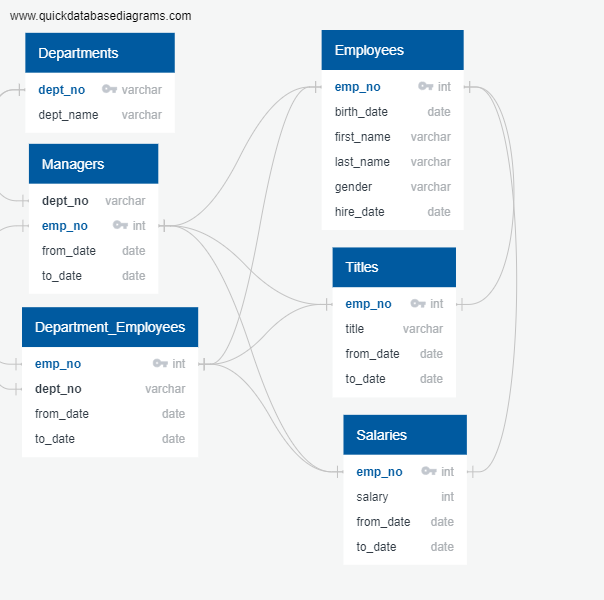 www.quickdatabasediagrams.com
Departments
dept_no varchar
dept_name varchar
Managers
dept_no varchar
emp_no int
from_date date
to_date date
Department_Employees
emp_no int
dept_no varchar
from_date date
to_date date
Employees
emp_no int
birth_date date
first_name varchar
last_name varchar
gender varchar
hire_date date
Titles
emp_no int
title varchar
from_date date
to_date date
Salaries
emp_no int
salary int
from_date date
to_date date